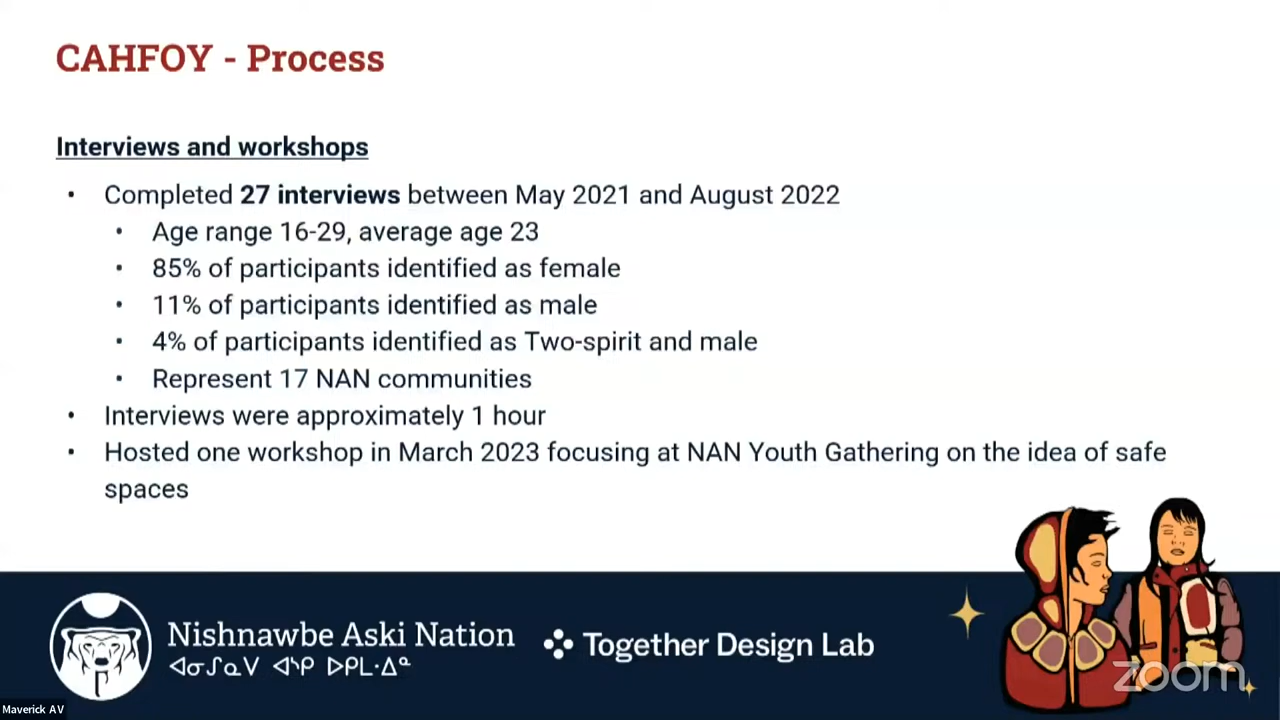 CAHFOY - Process
Interviews and workshops
• Completed 27 interviews between May 2021 and August 2022
• Age range 16-29, average age 23
• 85% of participants identified as female
• 11% of participants identified as male
• 4% of participants identified as Two-spirit and male
• Represent 17 NAN communities
• Interviews were approximately 1 hour
• Hosted one workshop in March 2023 focusing at NAN Youth Gathering on the idea of safe
spaces
Nishnawbe Aski Nation
ᐊᓂᔑᓇᐯ ᐊᔅᑭ ᐅᑭᒪᐧᐃᓐ
Together Design Lab
zoom
Maverick AV